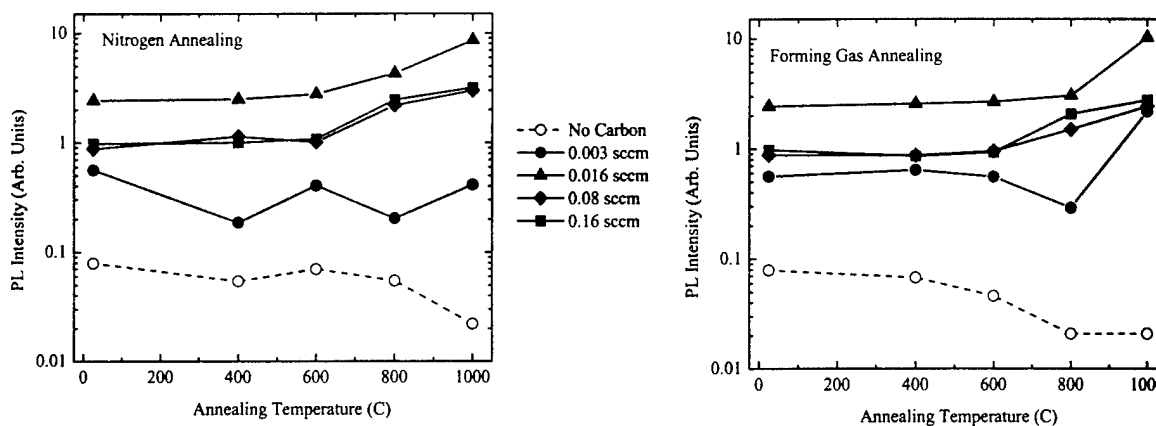 Nitrogen Annealing
PL Intensity (Arb. Units)
10
1
0.1
0.01
0
200
400
600
800
1000
Annealing Temperature (C)
No Carbon
0.003 sccm
0.016 sccm
0.08 sccm
0.16 sccm
Forming Gas Annealing
PL Intensity (Arb. Units)
10
1
0.1
0.01
0
200
400
600
800
100
Annealing Temperature (C)